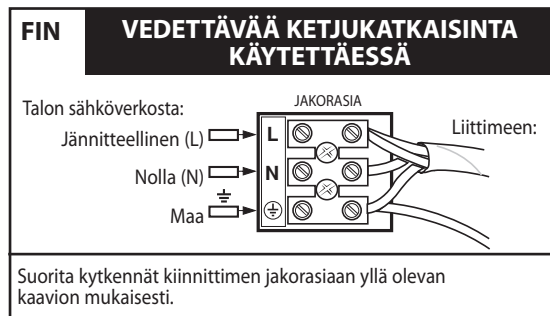 FIN
VEDETTÄVÄÄ KETJUKATKAISINTA
KÄYTETTÄESSÄ
Talon sähköverkosta:
JAKORASIA
Liittimeen:
Jännitteellinen (L)
L
Nolla (N)
N
Maa
Suorita kytkennät kiinnittimen jakorasiaan yllä olevan
kaavion mukaisesti.